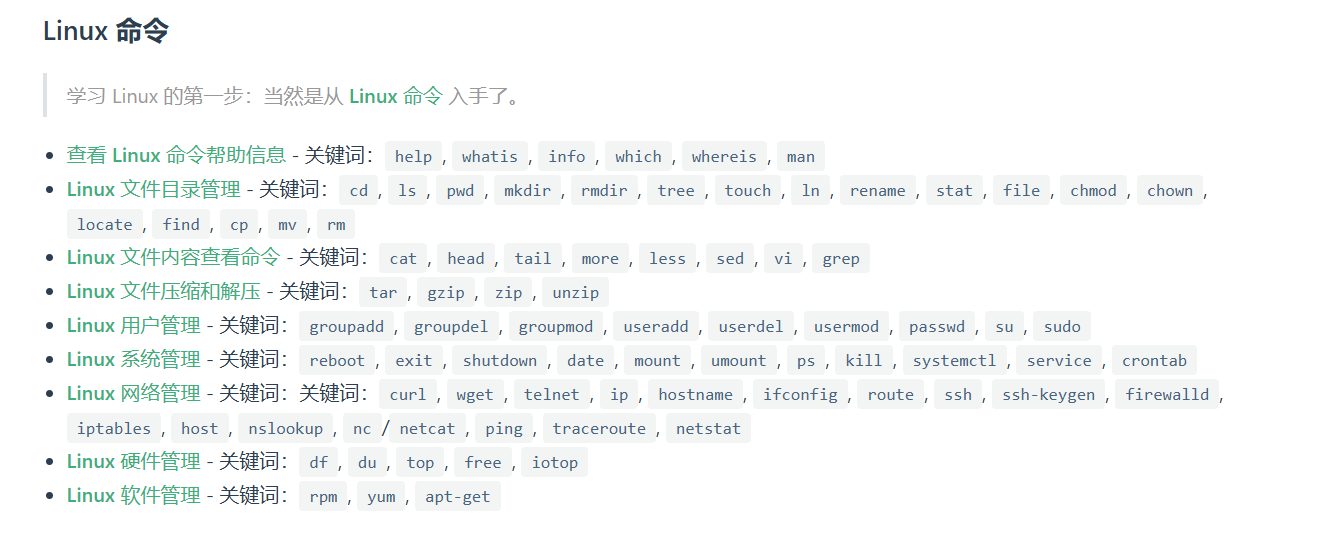 Linux 命令
学习 Linux 的第一步：当然是从 Linux 命令 入手了。
查看 Linux 命令帮助信息 - 关键词： help , whatis , info , which , whereis , man
Linux 文件目录管理 - 关键词： cd , ls , pwd , mkdir , rmdir , tree , touch , ln , rename , stat , file , chmod , chown ,
locate , find , cp , mv , rm
Linux 文件内容查看命令 - 关键词： cat , head , tail , more , less , sed , vi , grep
Linux 文件压缩和解压 - 关键词： tar , gzip , zip , unzip
Linux 用户管理 - 关键词： groupadd , groupdel , groupmod , useradd , userdel , usermod , passwd , su , sudo
Linux 系统管理 - 关键词： reboot , exit , shutdown , date , mount , umount , ps , kill , systemctl , service , crontab
Linux 网络管理 - 关键词：关键词： curl , wget , telnet , ip , hostname , ifconfig , route , ssh , ssh-keygen , firewalld ,
iptables , host , nslookup , nc / netcat , ping , traceroute , netstat
Linux 硬件管理 - 关键词： df , du , top , free , iotop
Linux 软件管理 - 关键词： rpm , yum , apt-get